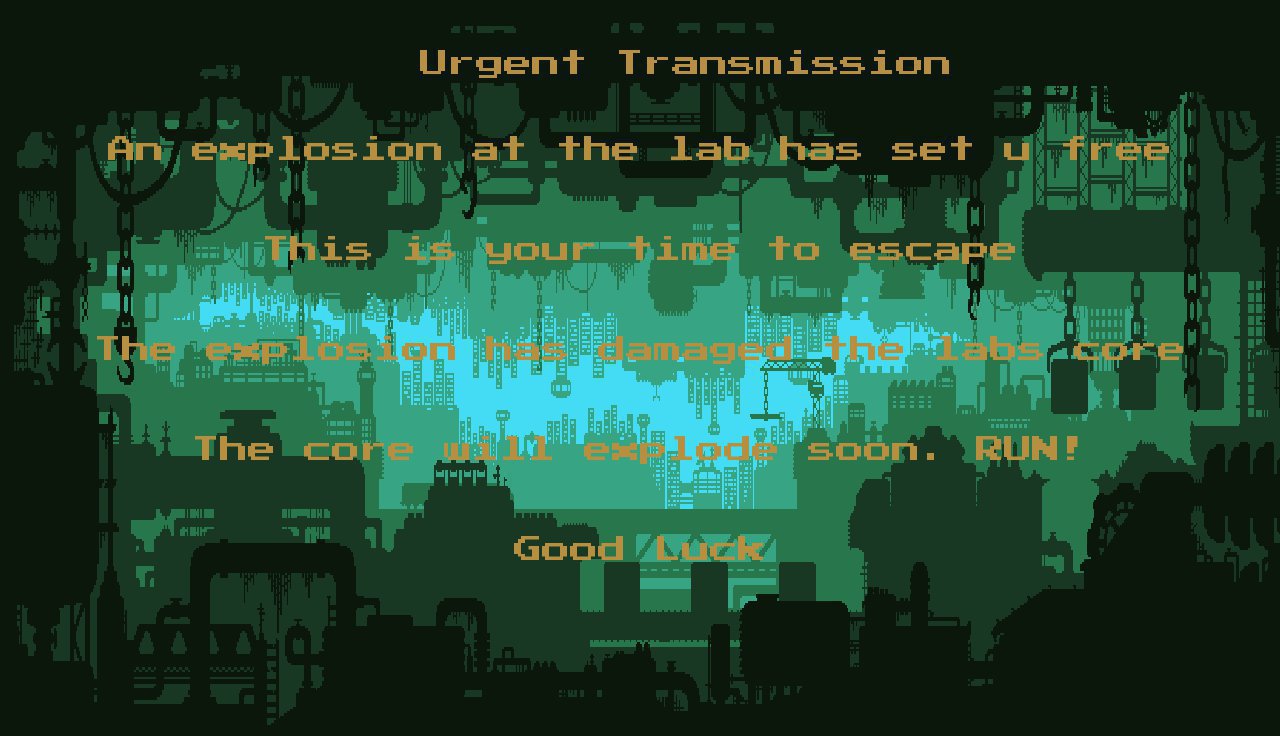 Urgent Transmission
An explosion at the lab has set u free
This is your time to escape
The explosion has damaged the labs core
The core will explode soon. RUN!
Good Luck